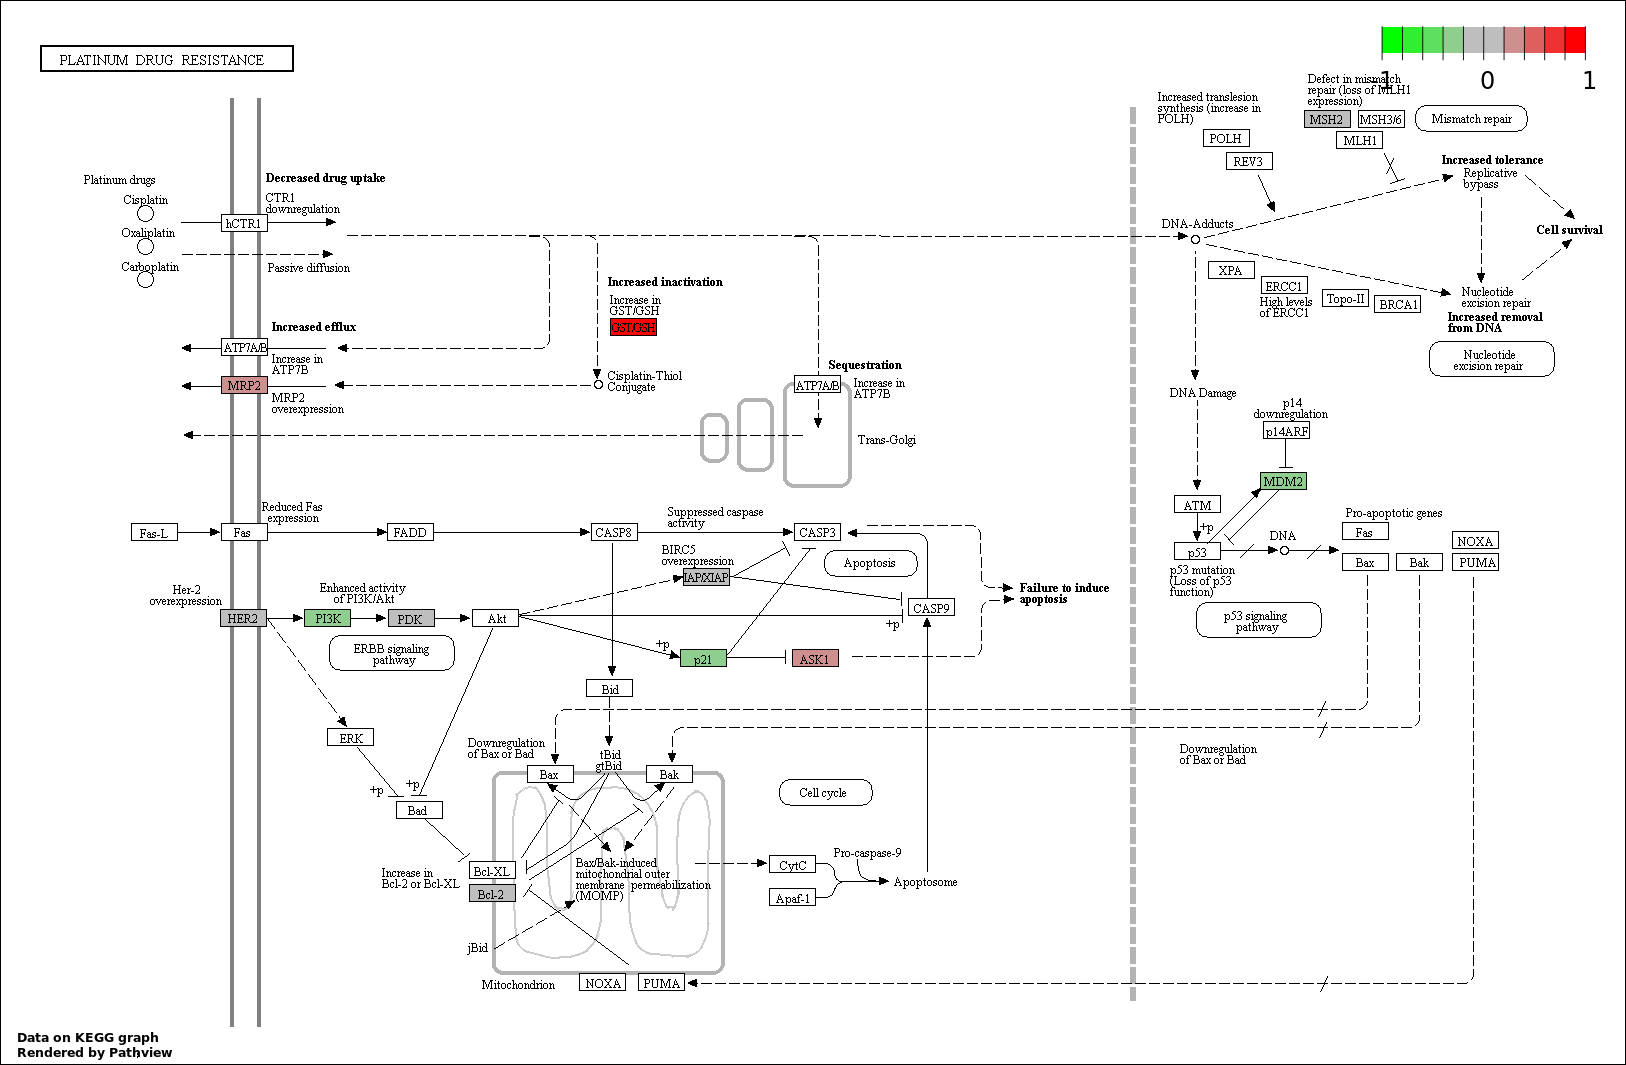 PLATINUM DRUG RESISTANCE
-1 0 1
Defect in mismatch
repair (loss of MLH1
expression)
MSH2
MSH3/6
MLH1
Mismatch repair
Increased translesion
synthesis (increase in
POLH)
POLH
REV3
Increased tolerance
Replicative
bypass
Cell survival
DNA-Adducts
XPA
ERCC1
High levels
of ERCC1
Topo-II
BRCA1
Nucleotide
excision repair
Increased removal
from DNA
Nucleotide
excision repair
Platinum drugs
Cisplatin
Oxaliplatin
Carboplatin
Decreased drug uptake
CTR1
downregulation
hCTR1
Passive diffusion
Increased inactivation
Increase in
GST/GSH
GST/GSH
Increased efflux
ATP7A/B
Increase in
ATP7B
MRP2
MRP2
overexpression
Cisplatin-Thiol
Conjugate
Sequestration
ATP7A/B
Increase in
ATP7B
Trans-Golgi
DNA Damage
p14
downregulation
p14ARF
MDM2
ATM
+p
p53
p53 mutation
(Loss of p53
function)
DNA
Pro-apoptotic genes
Fas
Bax
Bak
NOXA
PUMA
p53 signaling
pathway
Reduced Fas
expression
Fas-L
Fas
FADD
CASP8
Suppressed caspase
activity
CASP3
BIRC5
overexpression
IAP/XIAP
Apoptosis
Failure to induce
apoptosis
Her-2
overexpression
HER2
Enhanced activity
of PI3K/Akt
PI3K
PDK
Akt
CASP9
+p
ERBB signaling
pathway
+p
p21
ASK1
Bid
ERK
+p
+p
Bad
Downregulation
of Bax or Bad
tBid
gtBid
Bax
Bak
Cell cycle
Downregulation
of Bax or Bad
Increase in
Bcl-2 or Bcl-XL
Bcl-XL
Bcl-2
Bax/Bak-induced
mitochondrial outer
membrane permeabilization
(MOMP)
CytC
Pro-caspase-9
Apaf-1
Apoptosome
jBid
Mitochondrion
NOXA
PUMA
Data on KEGG graph
Rendered by Pathview